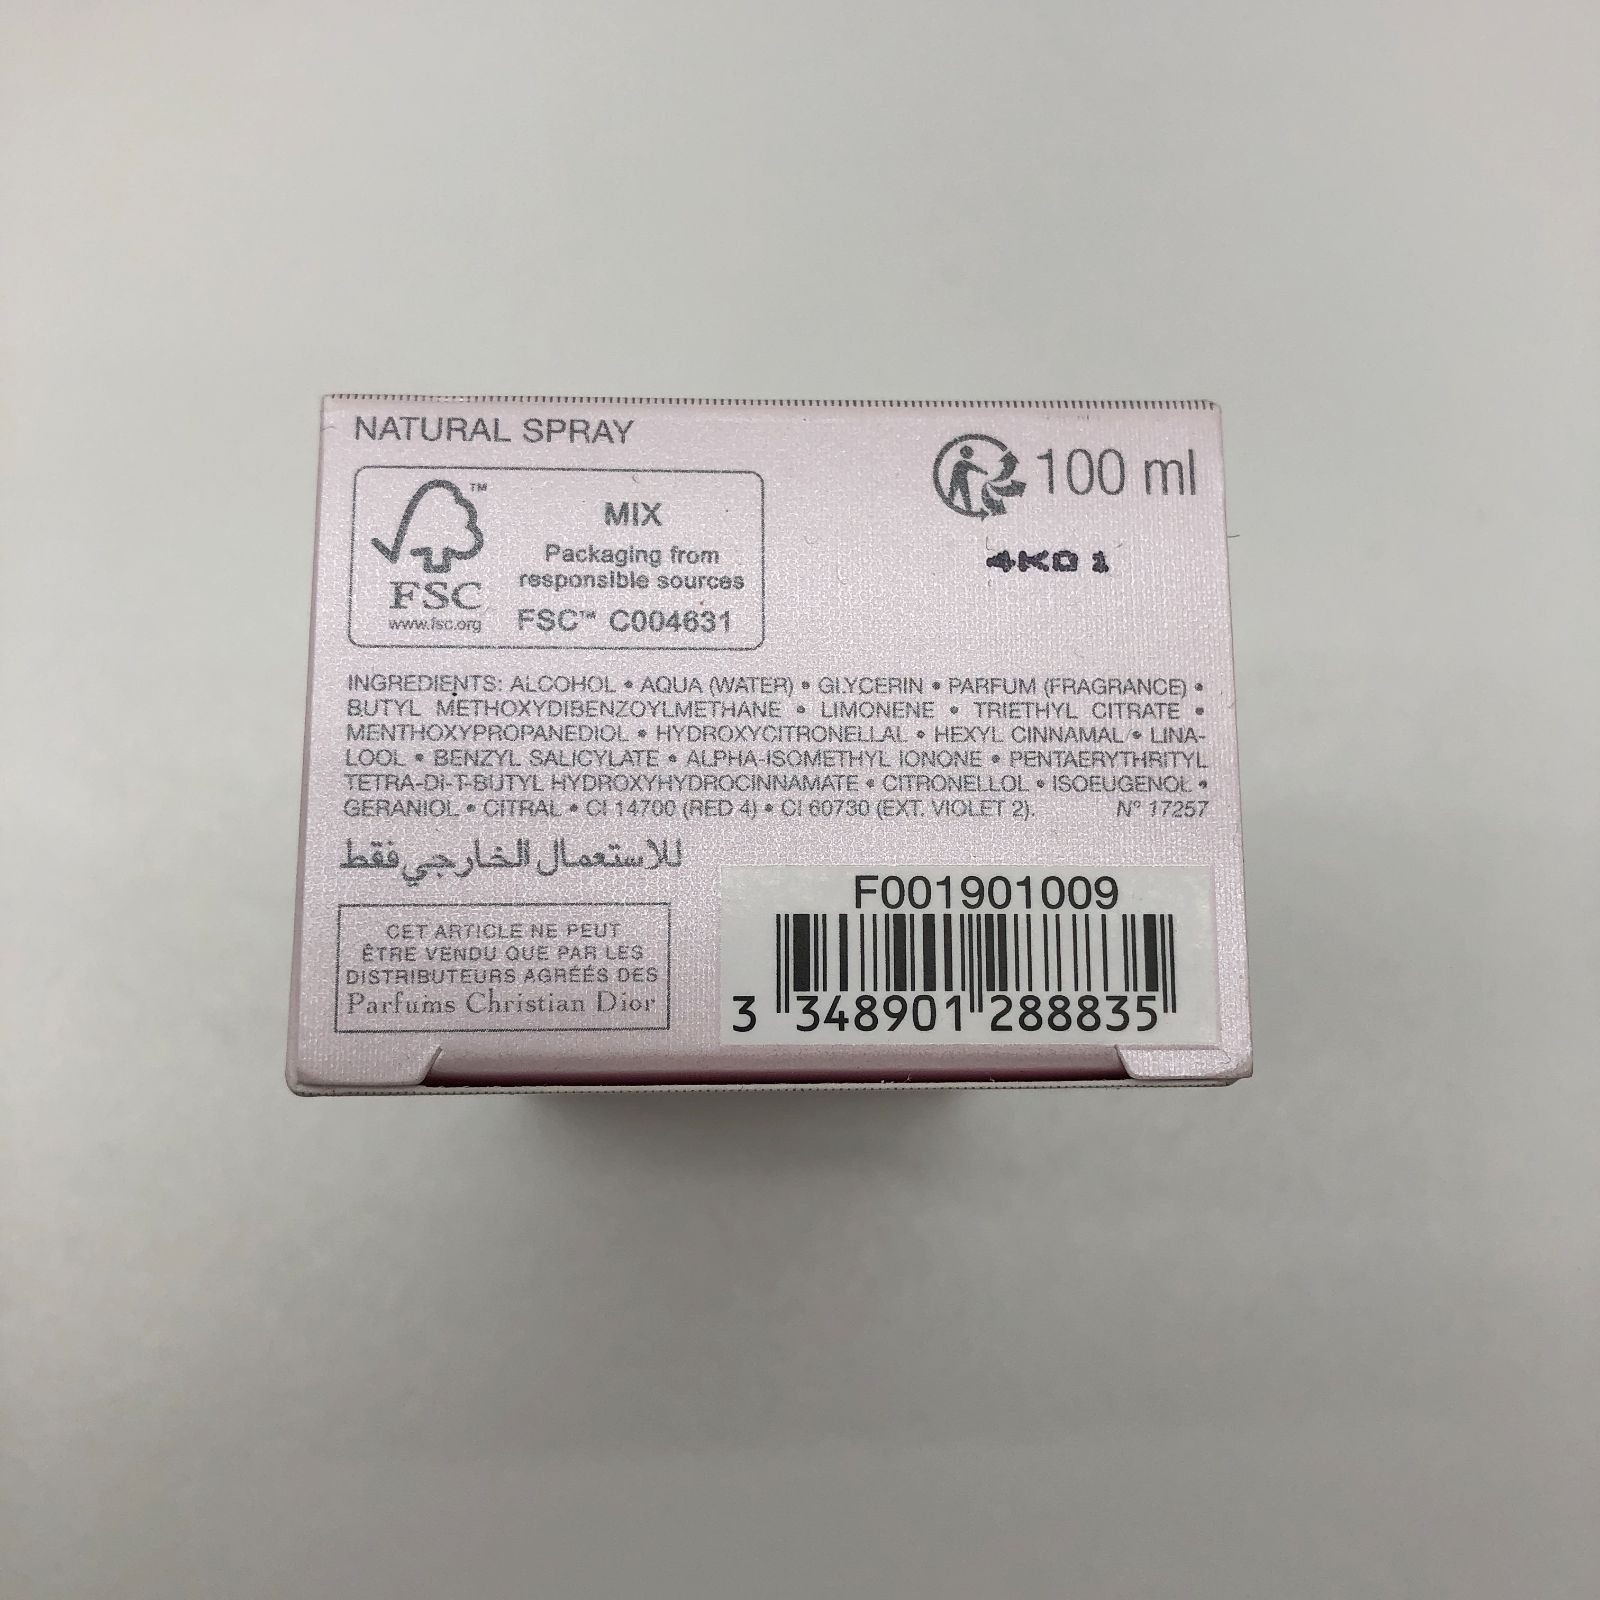 NATURAL SPRAY
100 ml
4K01
TM
FSC
www.fsc.org
MIX
Packaging from
responsible sources
FSC™ C004631
INGREDIENTS: ALCOHOL • AQUA (WATER) • GLYCERIN • PARFUM (FRAGRANCE) •
BUTYL METHOXYDIBENZOYLMETHANE • LIMONENE • TRIETHYL CITRATE •
MENTHOXYPROPANEDIOL • HYDROXYCITRONELLAL • HEXYL CINNAMAL • LINA-
LOOL • BENZYL SALICYLATE • ALPHA-ISOMETHYL IONONE • PENTAERYTHRITYL
TETRA-DI-T-BUTYL HYDROXYHYDROCINNAMATE • CITRONELLOL • ISOEUGENOL •
GERANIOL • CITRAL • CI 14700 (RED 4) • CI 60730 (EXT. VIOLET 2). N° 17257
للاستعمال الخارجي فقط
CET ARTICLE NE PEUT
ÊTRE VENDU QUE PAR LES
DISTRIBUTEURS AGRÉÉS DES
Parfums Christian Dior
F001901009
3 348901 288835